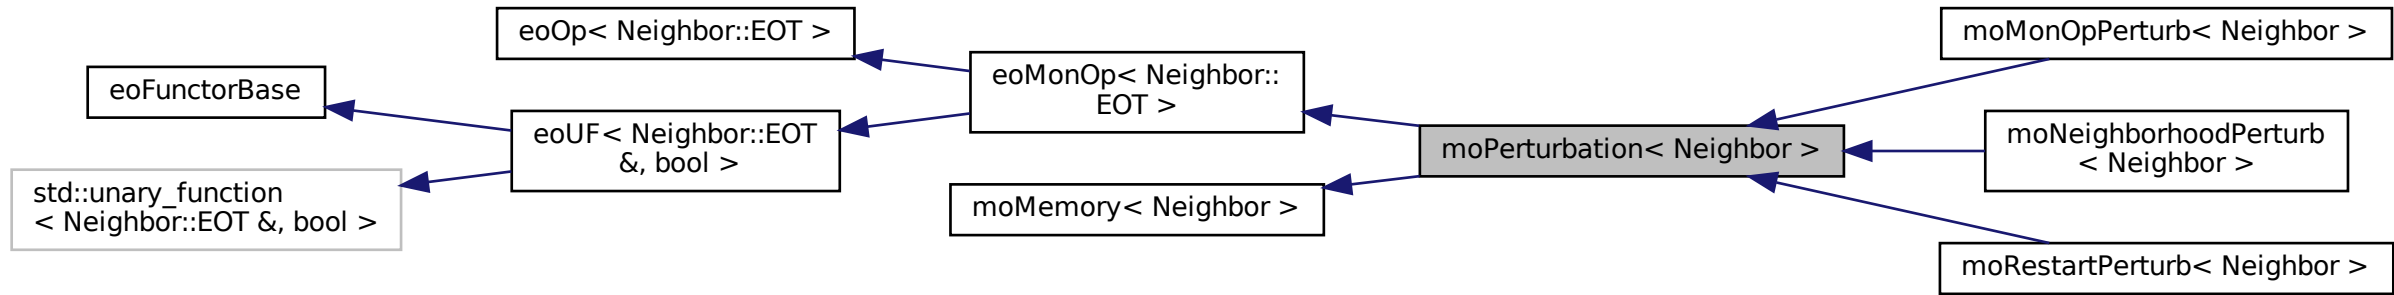 eoFunctorBase
std::unary_function
< Neighbor::EOT &, bool >
eoOp< Neighbor::EOT >
eoUF< Neighbor::EOT
&, bool >
eoMonOp< Neighbor::
EOT >
moMemory< Neighbor >
moPerturbation< Neighbor >
moMonOpPerturb< Neighbor >
moNeighborhoodPerturb
< Neighbor >
moRestartPerturb< Neighbor >